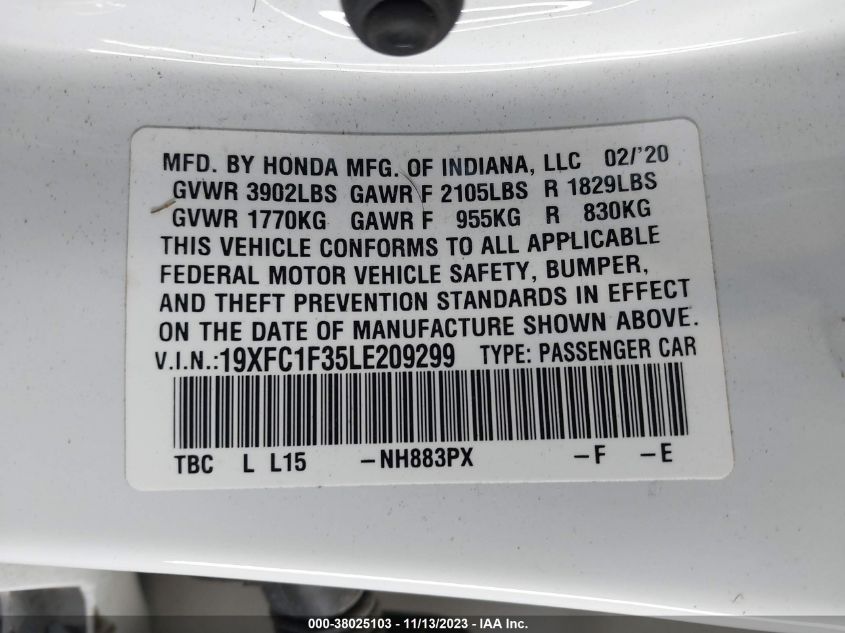 MFD. BY HONDA MFG. OF INDIANA, LLC 02/'20
GVWR 3902LBS GAWR F 2105LBS R 1829LBS
GVWR 1770KG GAWR F 955KG R 830KG
THIS VEHICLE CONFORMS TO ALL APPLICABLE
FEDERAL MOTOR VEHICLE SAFETY, BUMPER,
AND THEFT PREVENTION STANDARDS IN EFFECT
ON THE DATE OF MANUFACTURE SHOWN ABOVE.
V.I.N.:19XFC1F35LE209299 TYPE: PASSENGER CAR
TBC L L15 -NH883PX -F -E
000-38025103 - 11/13/2023 - IAA Inc.